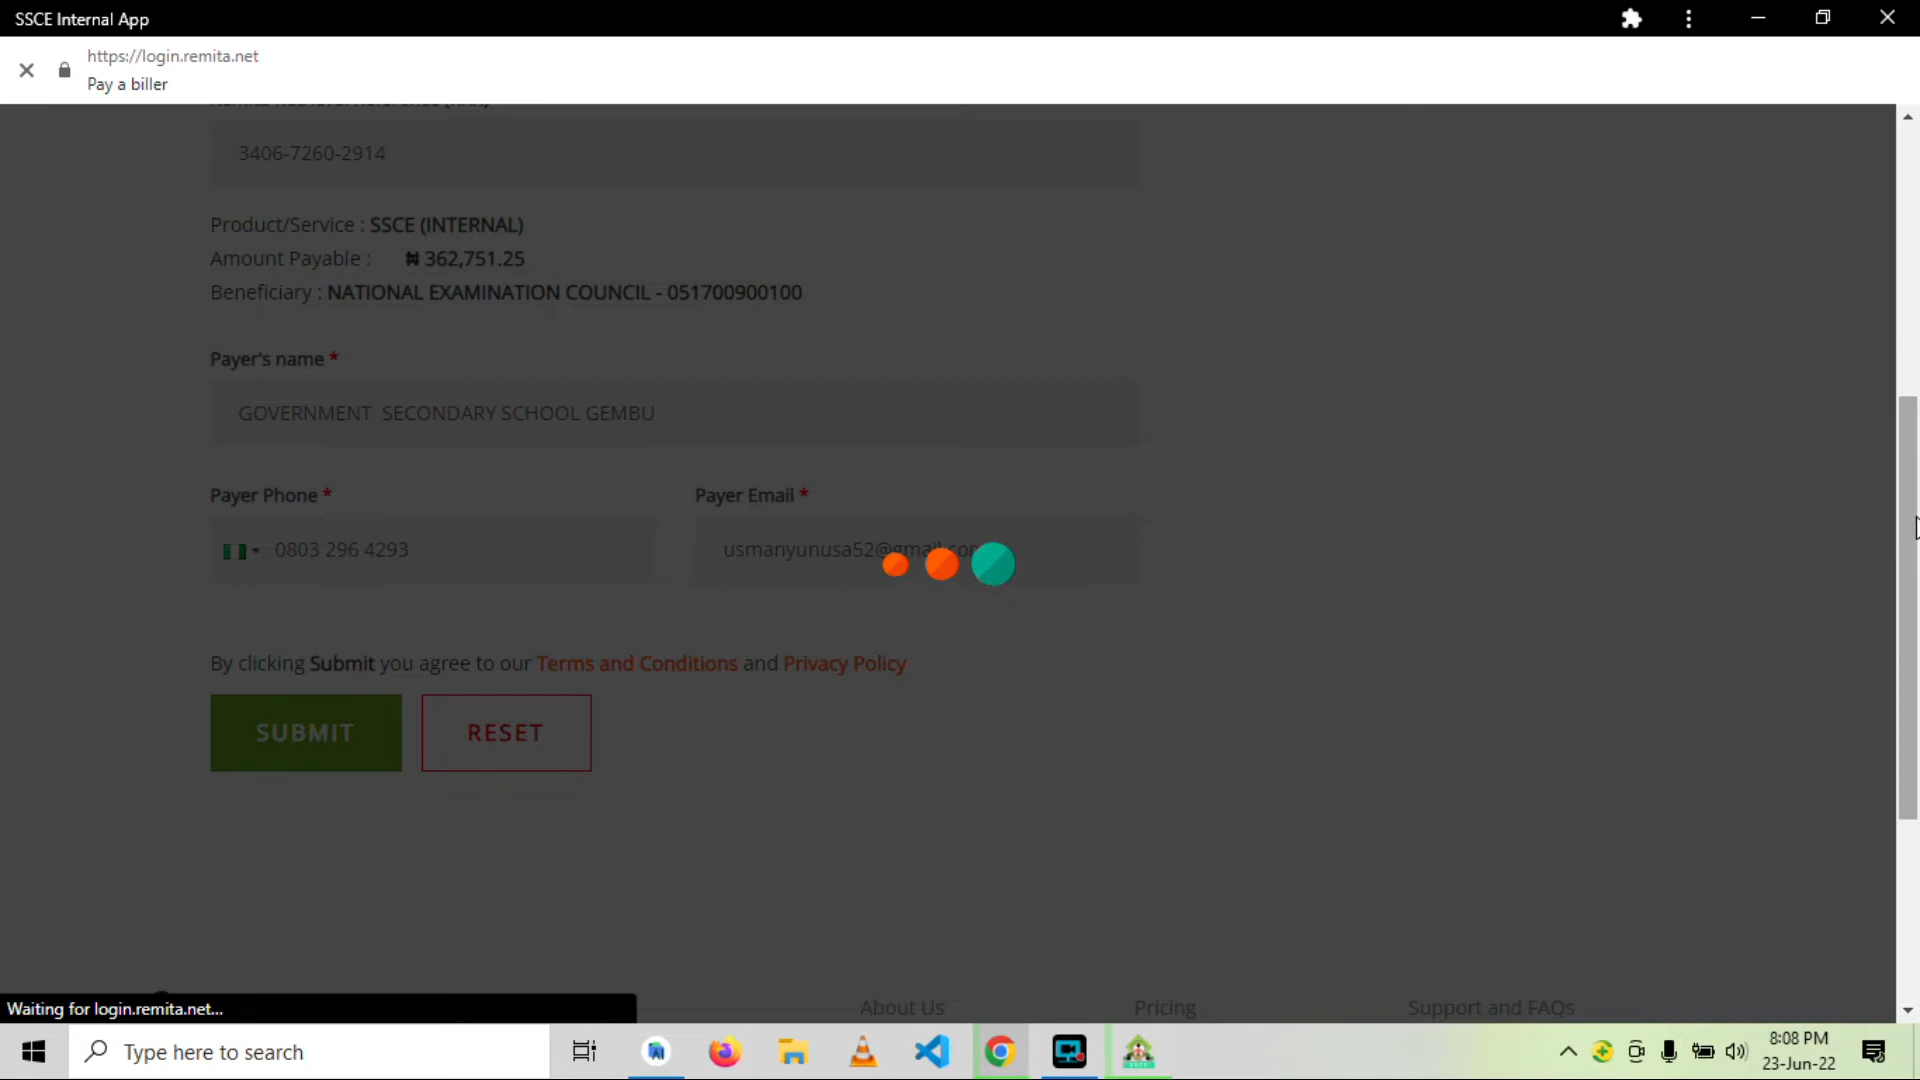 SSCE Internal App
https://login.remita.net
Pay a biller
3406-7260-2914
Product/Service : SSCE (INTERNAL)
Amount Payable : ₦ 362,751.25
Beneficiary : NATIONAL EXAMINATION COUNCIL - 051700900100
Payer's name *
GOVERNMENT SECONDARY SCHOOL GEMBU
Payer Phone * Payer Email *
0803 296 4293 usmanyunusa52@gmail.com
By clicking Submit you agree to our Terms and Conditions and Privacy Policy
SUBMIT RESET
About Us Pricing Support and FAQs
Waiting for login.remita.net...
Type here to search
8:08 PM
23-Jun-22